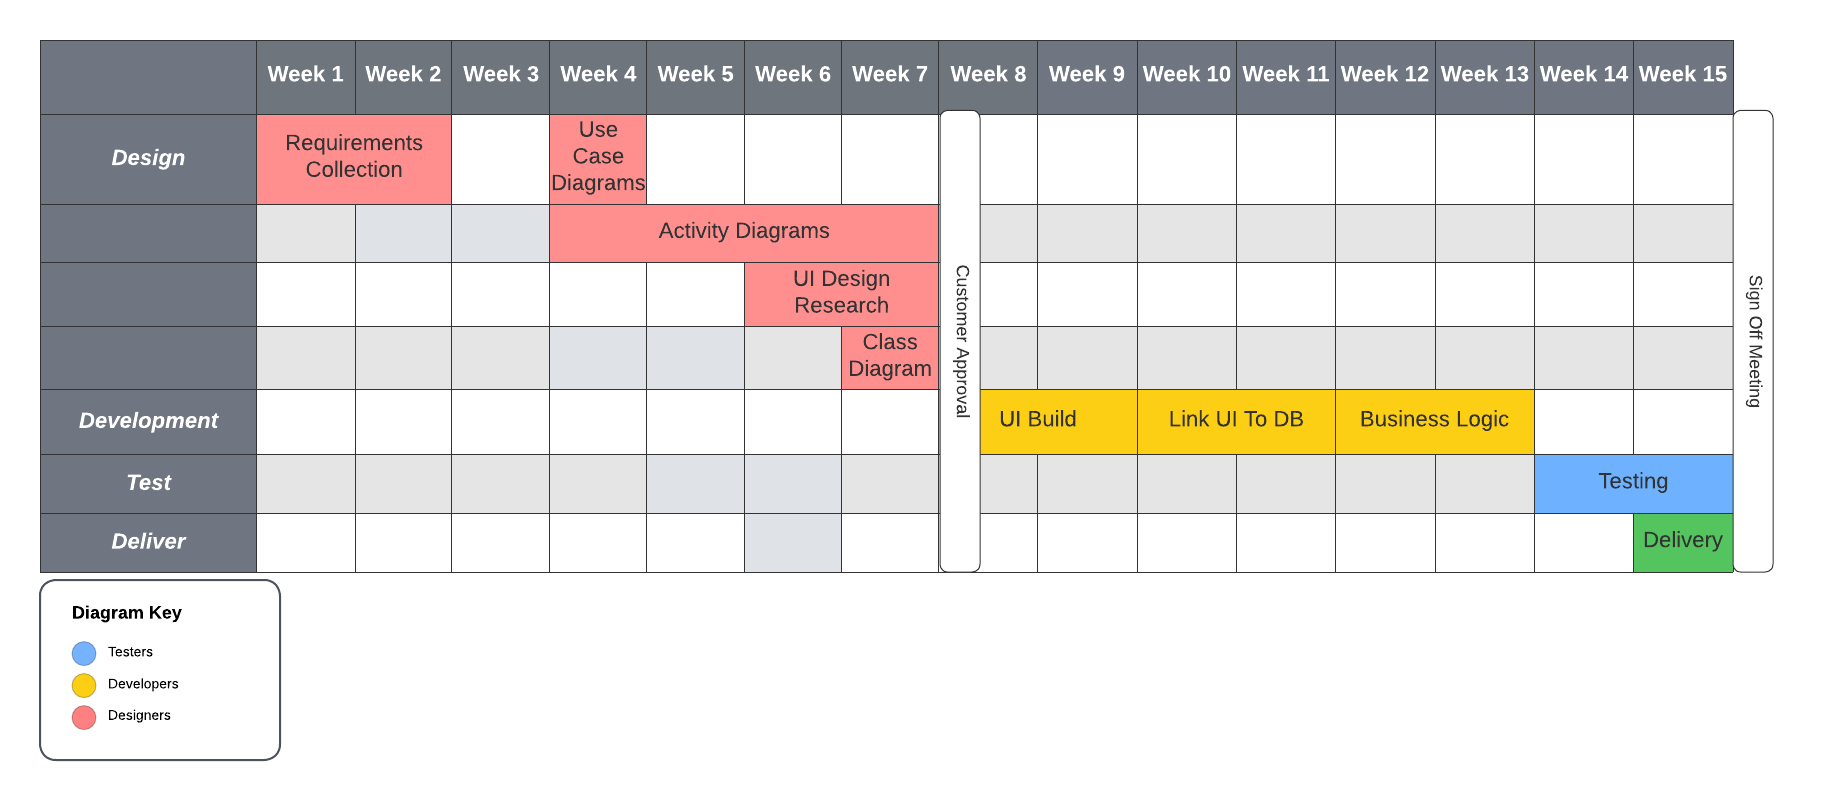 Week 1
Week 2
Week 3
Week 4
Week 5
Week 6
Week 7
Week 8
Week 9
Week 10
Week 11
Week 12
Week 13
Week 14
Week 15
Design
Requirements
Collection
Use
Case
Diagrams
Activity Diagrams
UI Design
Research
Class
Diagram
Customer Approval
Sign Off Meeting
Development
UI Build
Link UI To DB
Business Logic
Test
Testing
Deliver
Delivery
Diagram Key
Testers
Developers
Designers